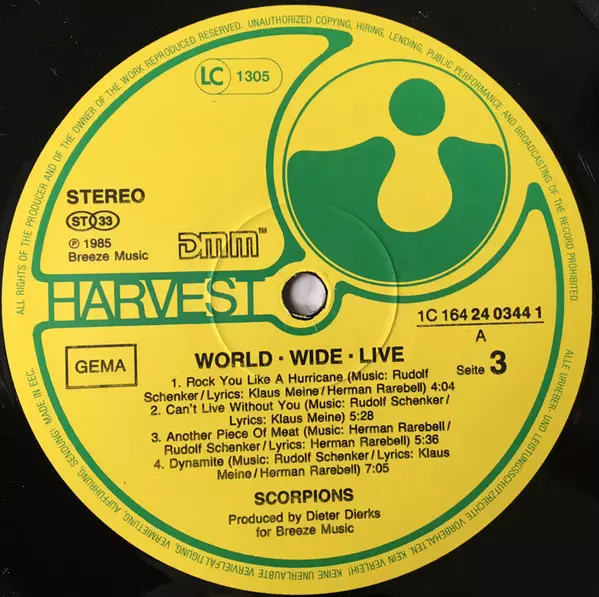 ALL RIGHTS OF THE PRODUCER AND OF THE OWNER OF THE WORK REPRODUCED RESERVED. UNAUTHORIZED COPYING, HIRING, LENDING, PUBLIC PERFORMANCE AND BROADCASTING OF THE RECORD PROHIBITED.
LC 1305
STEREO
ST 33
℗ 1985
Breeze Music
DMM™
HARVEST
1C 164 24 0344 1
A
GEMA
WORLD · WIDE · LIVE
Seite 3
1. Rock You Like A Hurricane (Music: Rudolf
Schenker/Lyrics: Klaus Meine/Herman Rarebell) 4:04
2. Can't Live Without You (Music: Rudolf Schenker/
Lyrics: Klaus Meine) 5:28
3. Another Piece Of Meat (Music: Herman Rarebell/
Rudolf Schenker/Lyrics: Herman Rarebell) 5:36
4. Dynamite (Music: Rudolf Schenker/Lyrics: Klaus
Meine/Herman Rarebell) 7:05
SCORPIONS
Produced by Dieter Dierks
for Breeze Music
ALLE URHEBER- UND LEISTUNGSSCHUTZRECHTE VORBEHALTEN. KEIN VERLEIH! KEINE UNERLAUBTE VERVIELFÄLTIGUNG, VERMIETUNG, AUFFÜHRUNG, SENDUNG! MADE IN EEC.